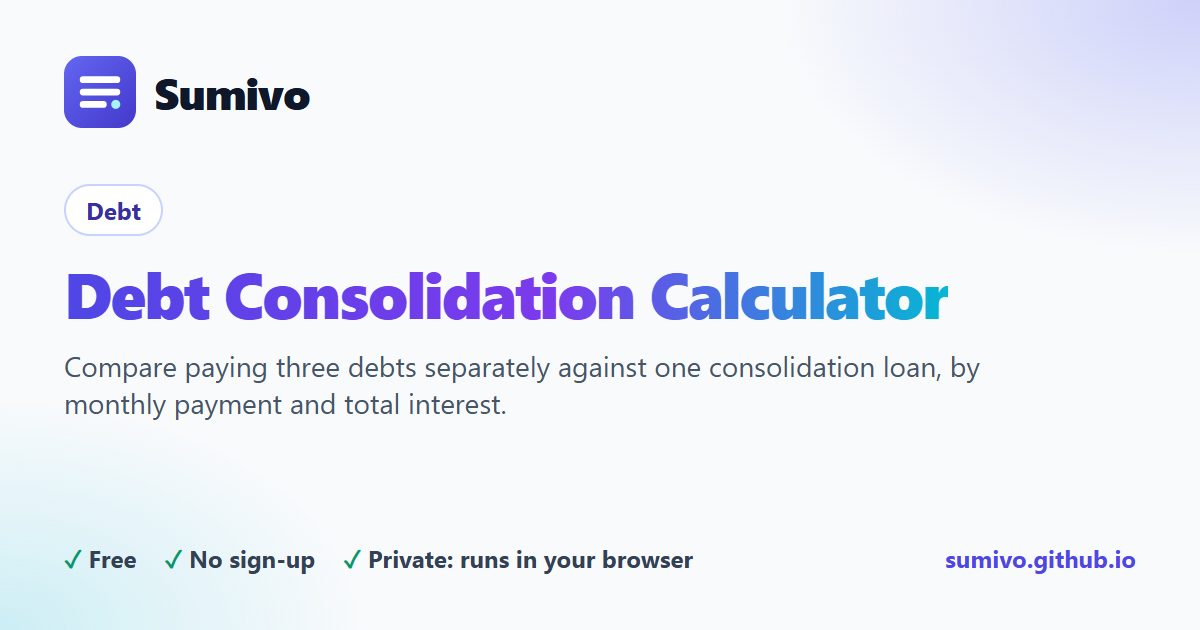 Sumivo
Debt
Debt Consolidation Calculator
Compare paying three debts separately against one consolidation loan, by
monthly payment and total interest.
✓ Free ✓ No sign-up ✓ Private: runs in your browser
sumivo.github.io